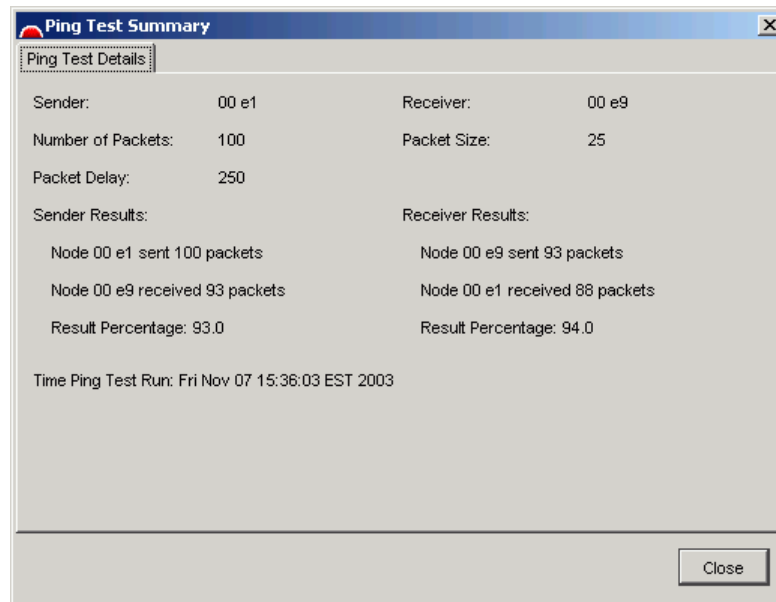 Ping Test Summary
Ping Test Details
Sender: 00 e1 Receiver: 00 e9
Number of Packets: 100 Packet Size: 25
Packet Delay: 250
Sender Results: Receiver Results:
Node 00 e1 sent 100 packets Node 00 e9 sent 93 packets
Node 00 e9 received 93 packets Node 00 e1 received 88 packets
Result Percentage: 93.0 Result Percentage: 94.0
Time Ping Test Run: Fri Nov 07 15:36:03 EST 2003
Close